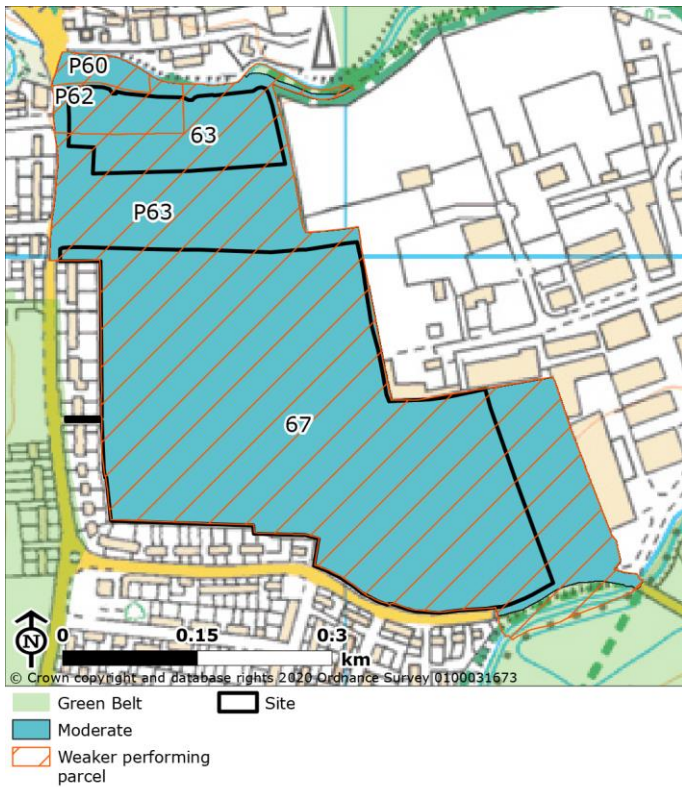 P60
P62
63
P63
67
N
0 0.15 0.3
km
© Crown copyright and database rights 2020 Ordnance Survey 0100031673
Green Belt
Site
Moderate
Weaker performing
parcel